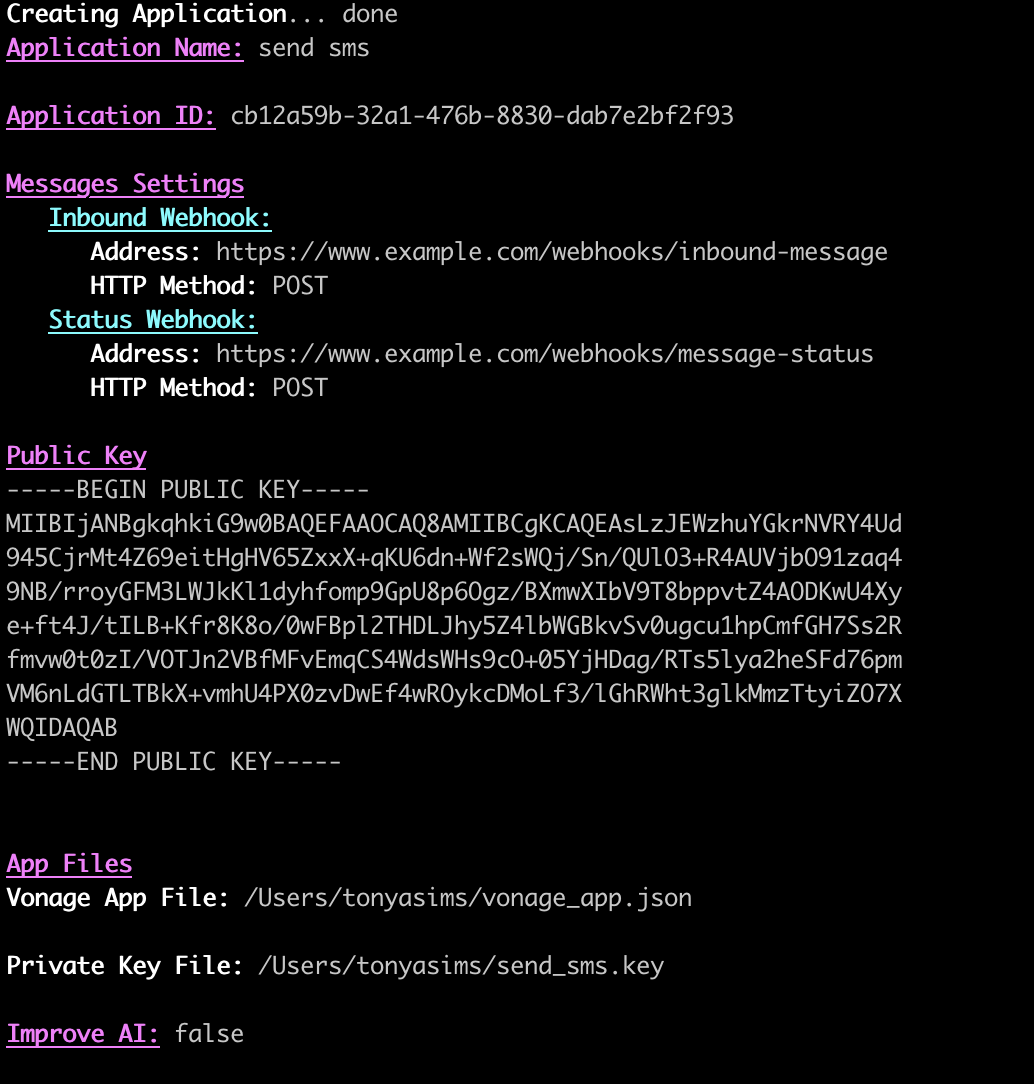 Creating Application... done
Application Name: send sms
Application ID: cb12a59b-32a1-476b-8830-dab7e2bf2f93
Messages Settings
Inbound Webhook:
Address: https://www.example.com/webhooks/inbound-message
HTTP Method: POST
Status Webhook:
Address: https://www.example.com/webhooks/message-status
HTTP Method: POST
Public Key
-----BEGIN PUBLIC KEY-----
MIIBIjANBgkqhkiG9w0BAQEFAAOCAQ8AMIIBCgKCAQEAsLzJEWzhuYGkrNVRY4Ud
945CjrMt4Z69eitHgHV65ZxxX+qKU6dn+Wf2sWQj/Sn/QUlO3+R4AUVjbO91zaq4
9NB/rroyGFM3LWJkKl1dyhfomp9GpU8p6Ogz/BXmwXIbV9T8bppvtZ4AODKwU4Xy
e+ft4J/tILB+Kfr8K8o/0wFBpl2THDLJhy5Z4lbWGBkvSv0ugcu1hpCmfGH7Ss2R
fmvw0t0zI/VOTJn2VBfMFvEmqCS4WdsWHs9cO+05YjHDag/RTs5lya2heSFd76pm
VM6nLdGTLTBkX+vmhU4PX0zvDwEf4wROykcDMoLf3/lGhRWht3glkMmzTtyiZO7X
WQIDAQAB
-----END PUBLIC KEY-----
App Files
Vonage App File: /Users/tonyasims/vonage_app.json
Private Key File: /Users/tonyasims/send_sms.key
Improve AI: false